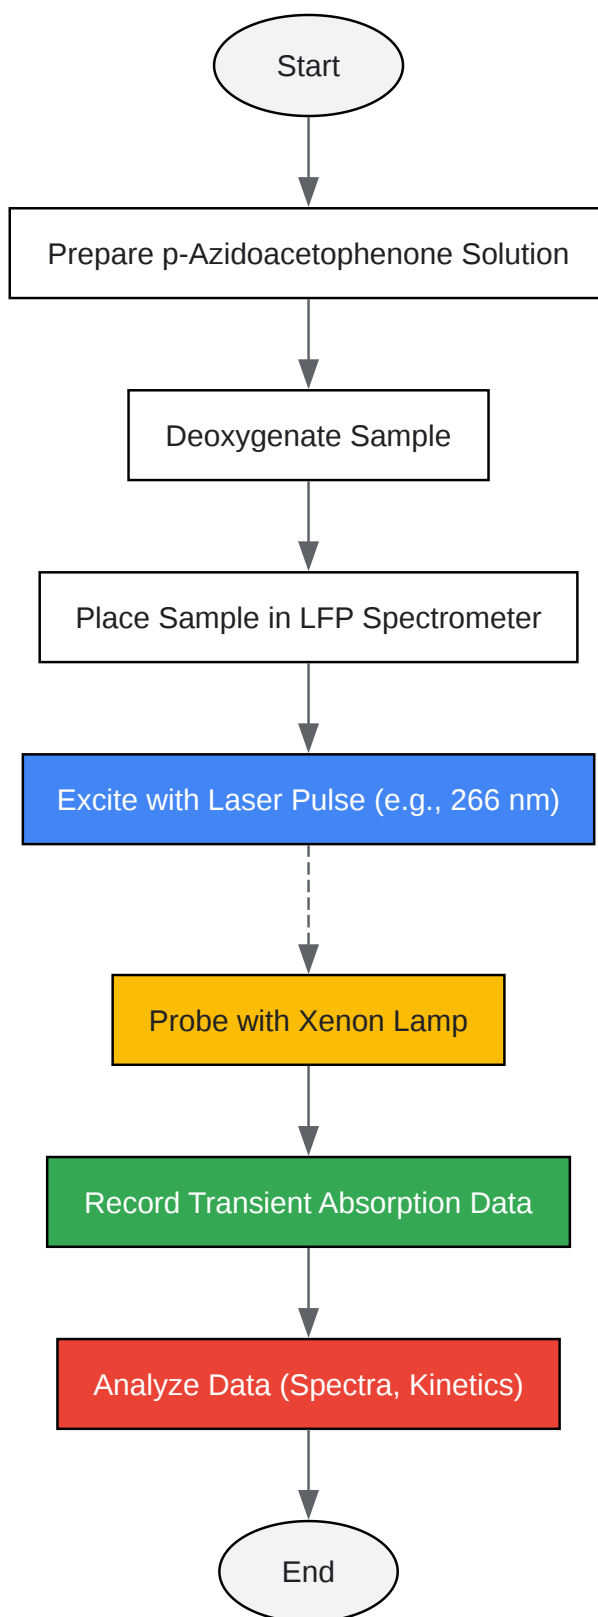 Start
Prepare p-Azidoacetophenone Solution
Deoxygenate Sample
Place Sample in LFP Spectrometer
Excite with Laser Pulse (e.g., 266 nm)
Probe with Xenon Lamp
Record Transient Absorption Data
Analyze Data (Spectra, Kinetics)
End